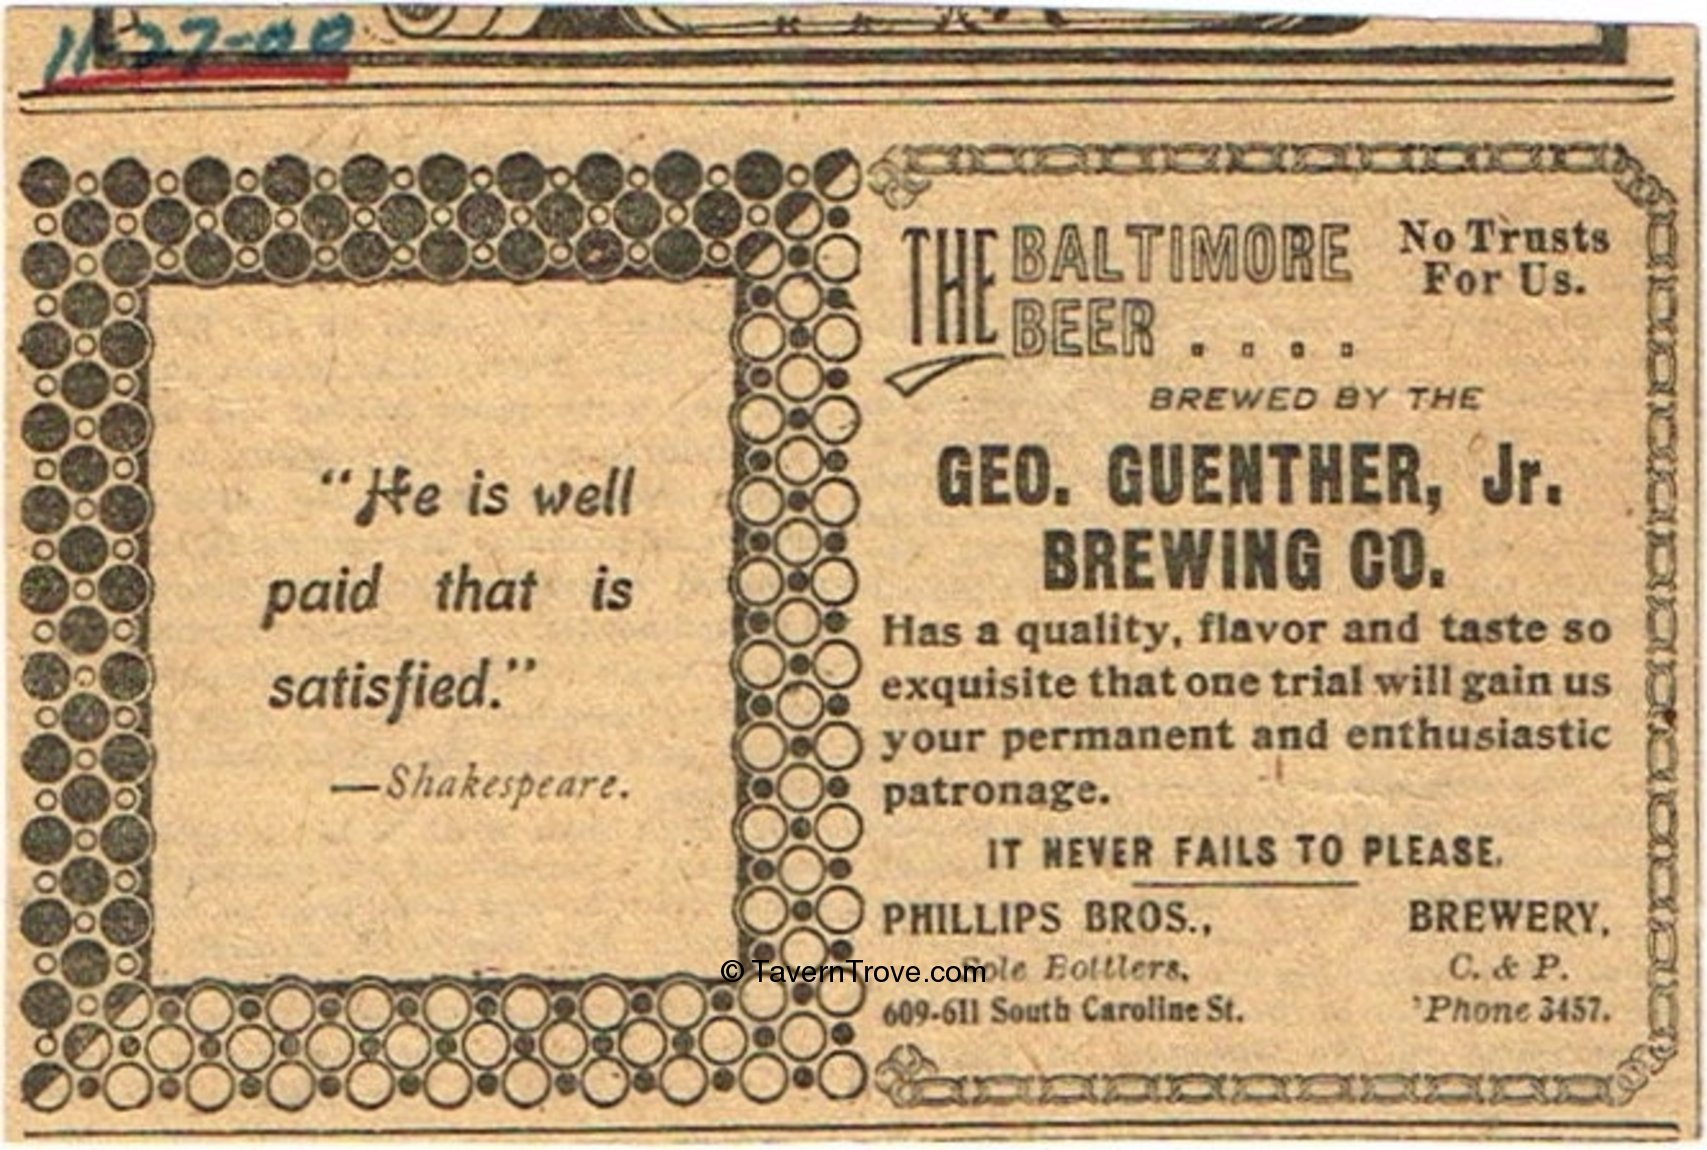 11-27-00
"He is well
paid that is
satisfied."
—Shakespeare.
THE BALTIMORE
BEER . . . .
No Trusts
For Us.
BREWED BY THE
GEO. GUENTHER, Jr.
BREWING CO.
Has a quality, flavor and taste so
exquisite that one trial will gain us
your permanent and enthusiastic
patronage.
IT NEVER FAILS TO PLEASE.
PHILLIPS BROS.,
Sole Bottlers,
609-611 South Caroline St.
BREWERY,
C. & P.
'Phone 3457.
© TavernTrove.com